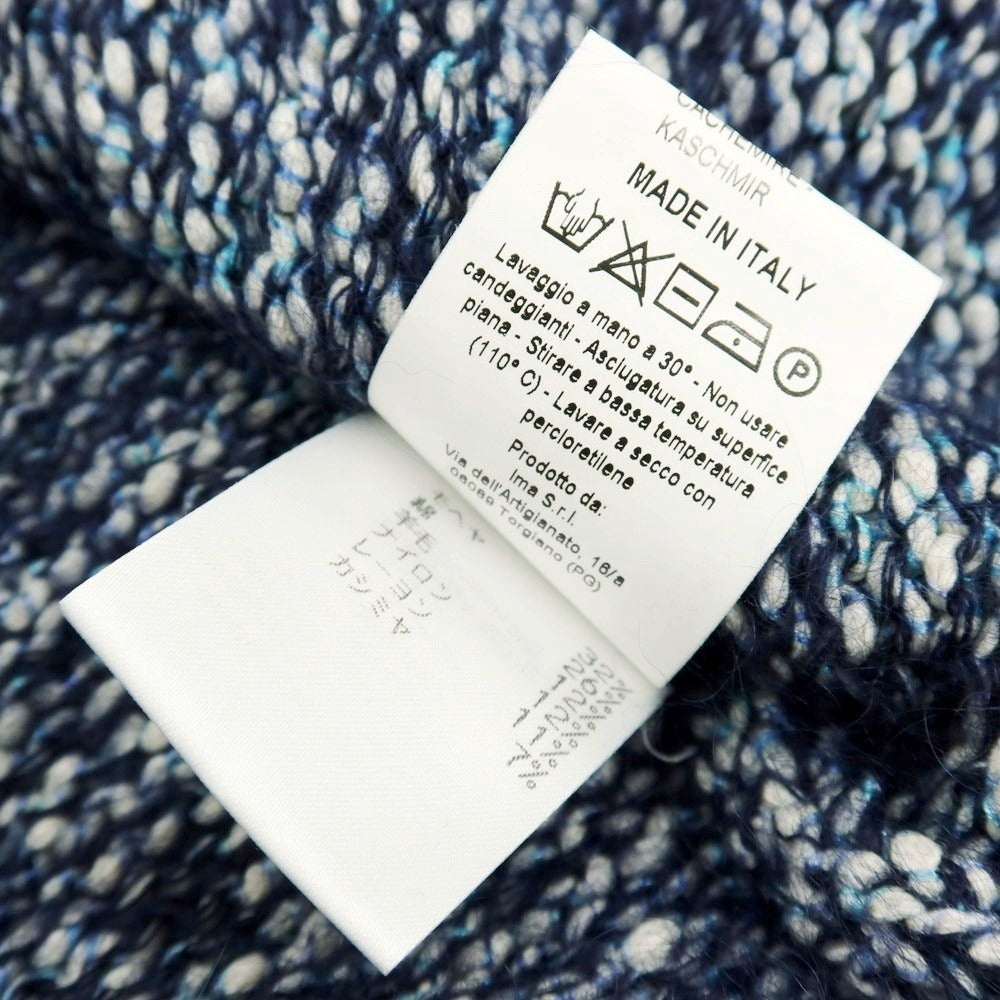 CACHEMIRE
KASCHMIR
MADE IN ITALY
P
Lavaggio a mano a 30° - Non usare
candeggianti - Asciugatura su superfice
piana - Stirare a bassa temperatura
(110° C) - Lavare a secco con
percloretilene
Prodotto da:
Ima S.r.l.
Via dell'Artigianato, 16/a
06089 Torgiano (PG)
綿
羊毛
ナイロン
レーヨン
カシミヤ